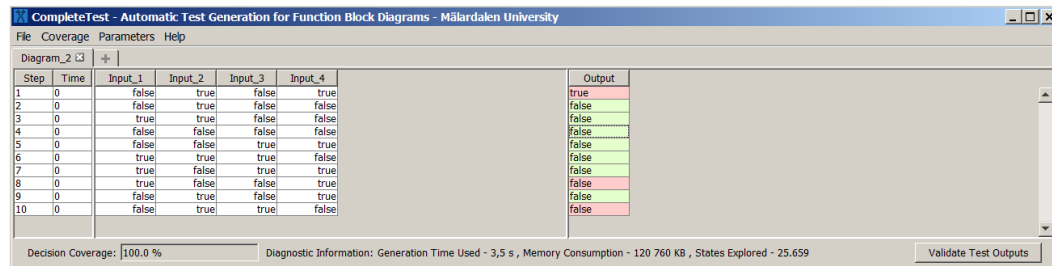 CompleteTest - Automatic Test Generation for Function Block Diagrams - Mälardalen University
File Coverage Parameters Help
Diagram_2
Step Time Input_1 Input_2 Input_3 Input_4 Output
1 0 false true false true true
2 0 false true false false false
3 0 true true false false false
4 0 false false false false false
5 0 false false true true false
6 0 true true true false false
7 0 true false false true false
8 0 true false true true false
9 0 false true false false false
10 0 false true true false false
Decision Coverage: 100.0 % Diagnostic Information: Generation Time Used - 3,5 s , Memory Consumption - 120 760 KB , States Explored - 25.659 Validate Test Outputs